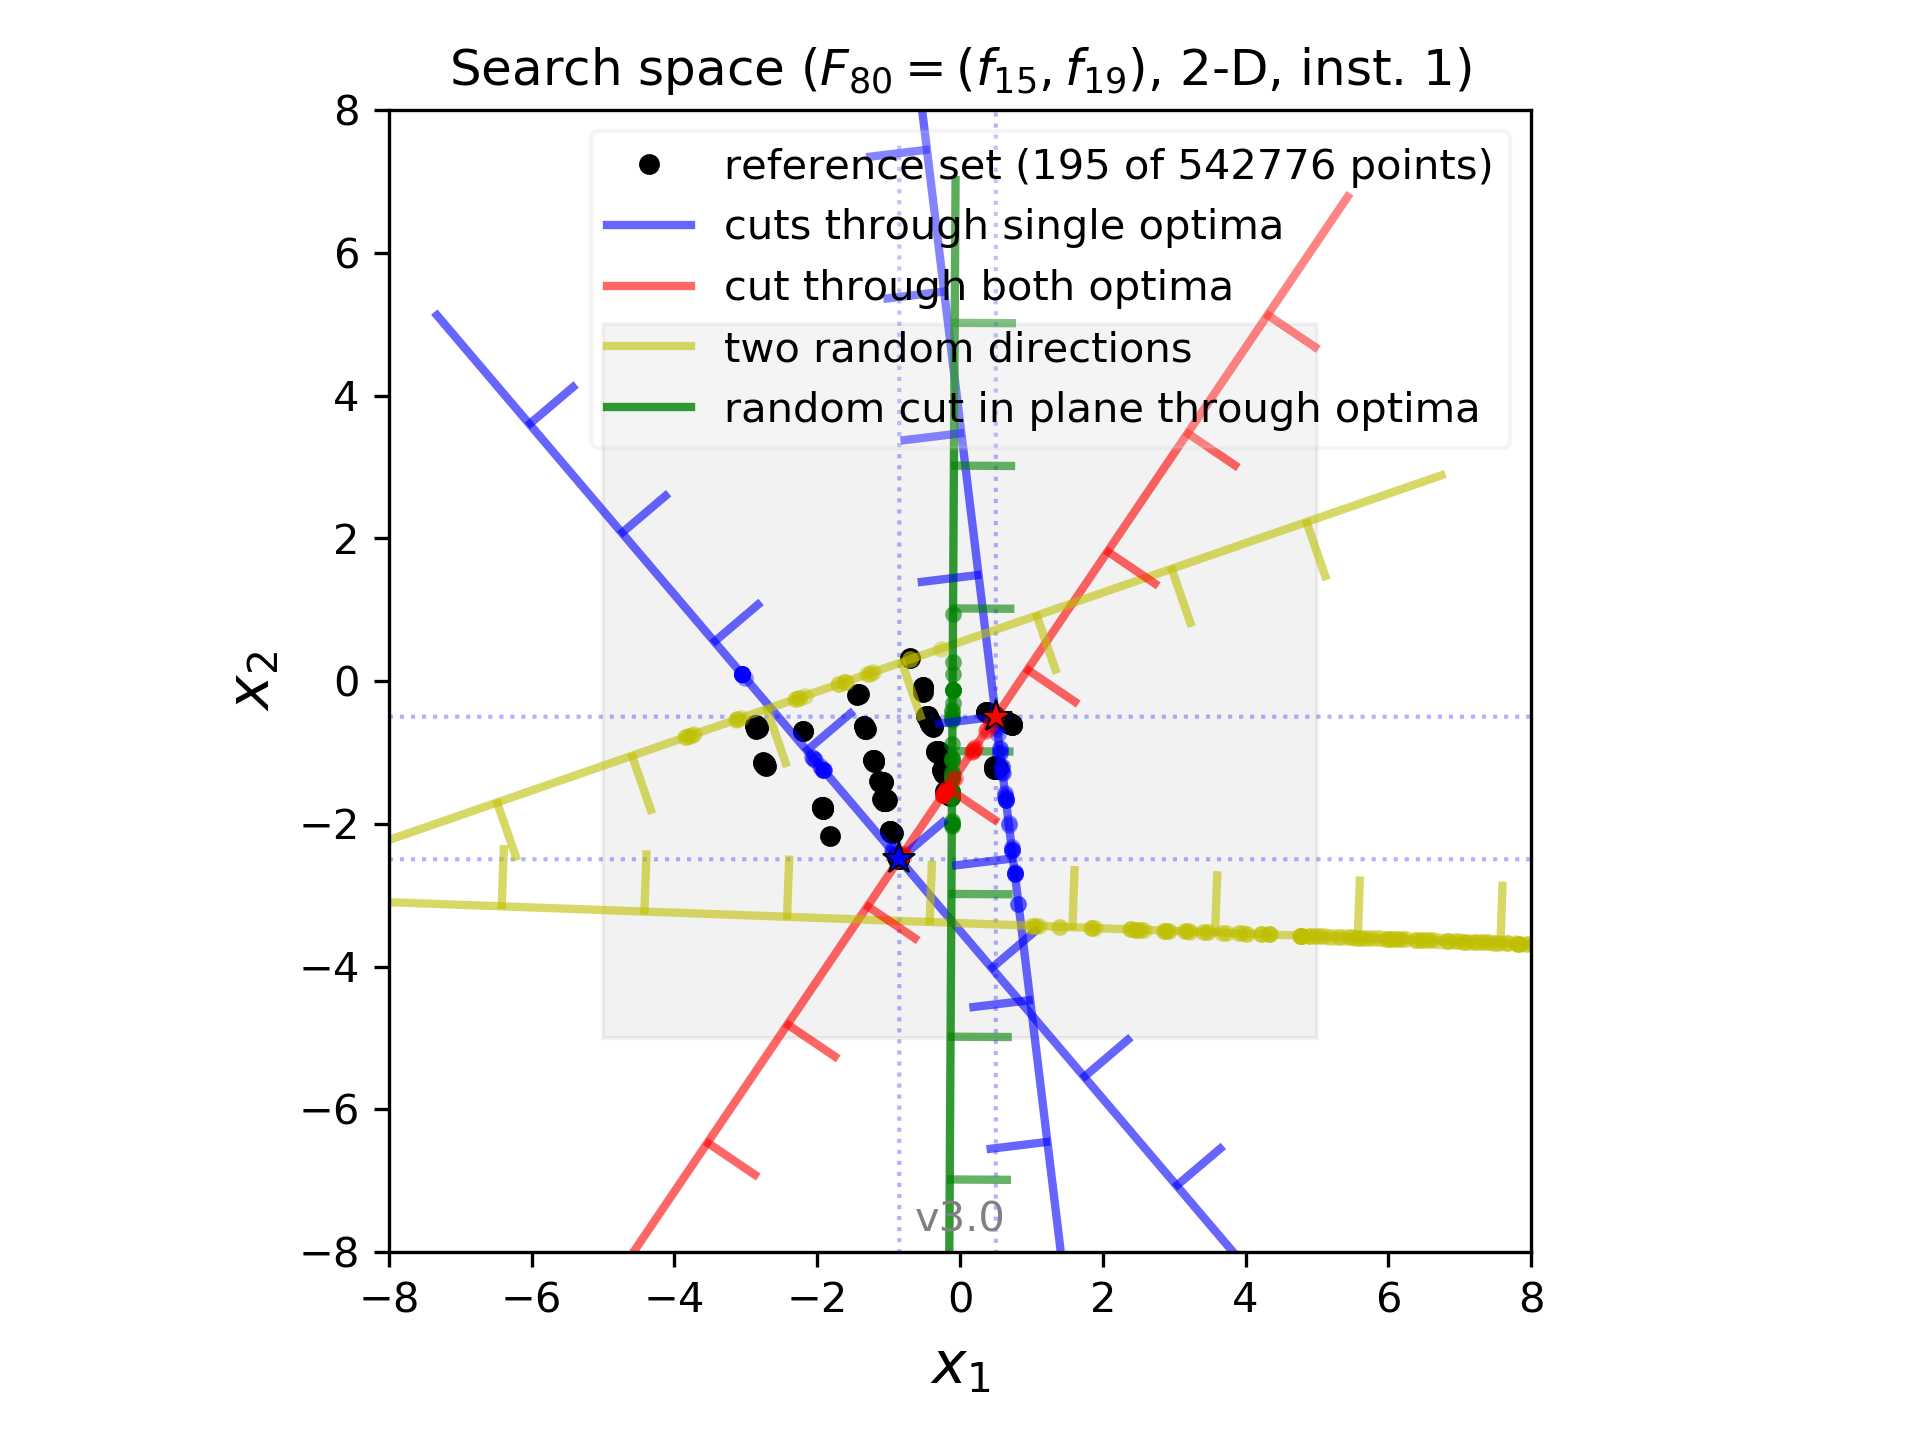 Search space (F80 = (f15, f19), 2-D, inst. 1)
8
6
4
2
0
−2
−4
−6
−8
x2
reference set (195 of 542776 points)
cuts through single optima
cut through both optima
two random directions
random cut in plane through optima
v3.0
−8 −6 −4 −2 0 2 4 6 8
x1